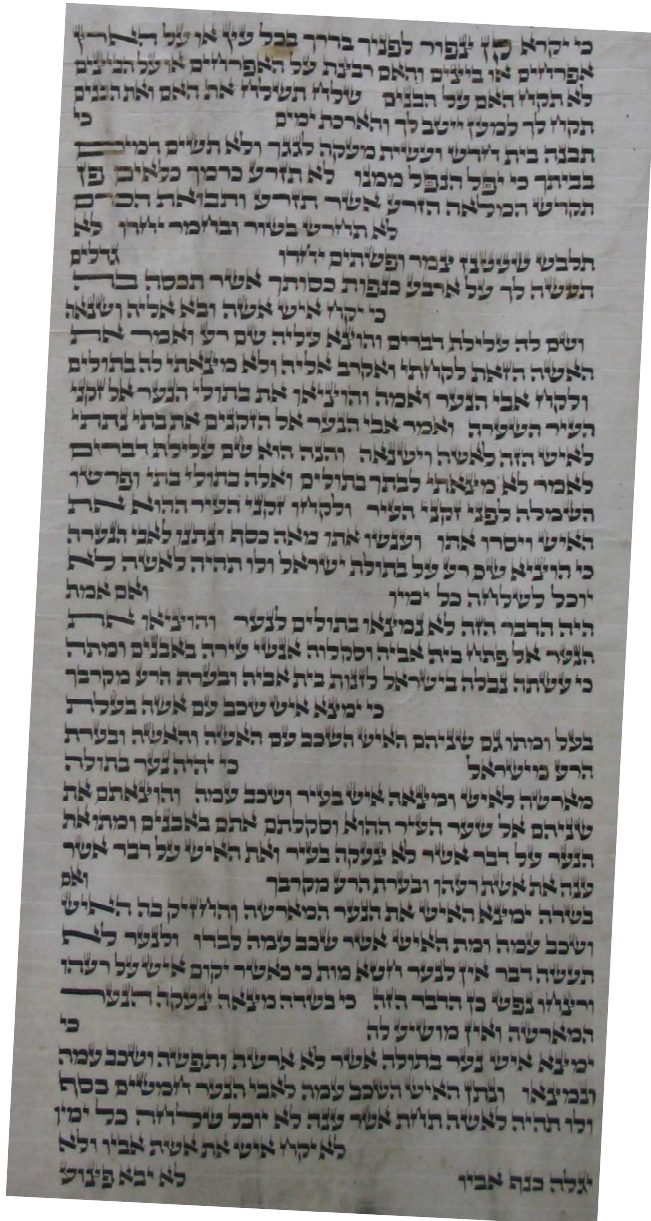 כי יקרא קן צפור לפניך בדרך בכל עץ או על הארץ
אפרחים או ביצים והאם רבצת על האפרחים או על הביצים
לא תקח האם על הבנים שלח תשלח את האם ואת הבנים
תקח לך למען ייטב לך והארכת ימים כי
תבנה בית חדש ועשית מעקה לגגך ולא תשים דמים
בביתך כי יפל הנפל ממנו לא תזרע כרמך כלאים פן
תקדש המלאה הזרע אשר תזרע ותבואת הכרם
לא תחרש בשור ובחמר יחדו לא
תלבש שעטנז צמר ופשתים יחדו גדלים
תעשה לך על ארבע כנפות כסותך אשר תכסה בה
כי יקח איש אשה ובא אליה ושנאה
ושם לה עלילת דברים והוצא עליה שם רע ואמר את
האשה הזאת לקחתי ואקרב אליה ולא מצאתי לה בתולים
ולקח אבי הנער ואמה והוציאו את בתולי הנער אל זקני
העיר השערה ואמר אבי הנער אל הזקנים את בתי נתתי
לאיש הזה לאשה וישנאה והנה הוא שם עלילת דברים
לאמר לא מצאתי לבתך בתולים ואלה בתולי בתי ופרשו
השמלה לפני זקני העיר ולקחו זקני העיר ההוא את
האיש ויסרו אתו וענשו אתו מאה כסף ונתנו לאבי הנערה
כי הוציא שם רע על בתולת ישראל ולו תהיה לאשה לא
יוכל לשלחה כל ימיו ואם אמת
היה הדבר הזה לא נמצאו בתולים לנער והוציאו את
הנער אל פתח בית אביה וסקלוה אנשי עירה באבנים ומתה
כי עשתה נבלה בישראל לזנות בית אביה ובערת הרע מקרבך
כי ימצא איש שכב עם אשה בעלת
בעל ומתו גם שניהם האיש השכב עם האשה והאשה ובערת
הרע מישראל כי יהיה נער בתולה
מארשה לאיש ומצאה איש בעיר ושכב עמה והוצאתם את
שניהם אל שער העיר ההוא וסקלתם אתם באבנים ומתו את
הנער על דבר אשר לא צעקה בעיר ואת האיש על דבר אשר
ענה את אשת רעהו ובערת הרע מקרבך ואם
בשדה ימצא האיש את הנער המארשה והחזיק בה האיש
ושכב עמה ומת האיש אשר שכב עמה לבדו ולנער לא
תעשה דבר אין לנער חטא מות כי כאשר יקום איש על רעהו
ורצחו נפש כן הדבר הזה כי בשדה מצאה צעקה הנער
המארשה ואין מושיע לה כי
ימצא איש נער בתולה אשר לא ארשה ותפשה ושכב עמה
ונמצאו ונתן האיש השכב עמה לאבי הנער חמשים כסף
ולו תהיה לאשה תחת אשר ענה לא יוכל שלחה כל ימיו
לא יקח איש את אשת אביו ולא
יגלה כנף אביו לא יבא פצוע